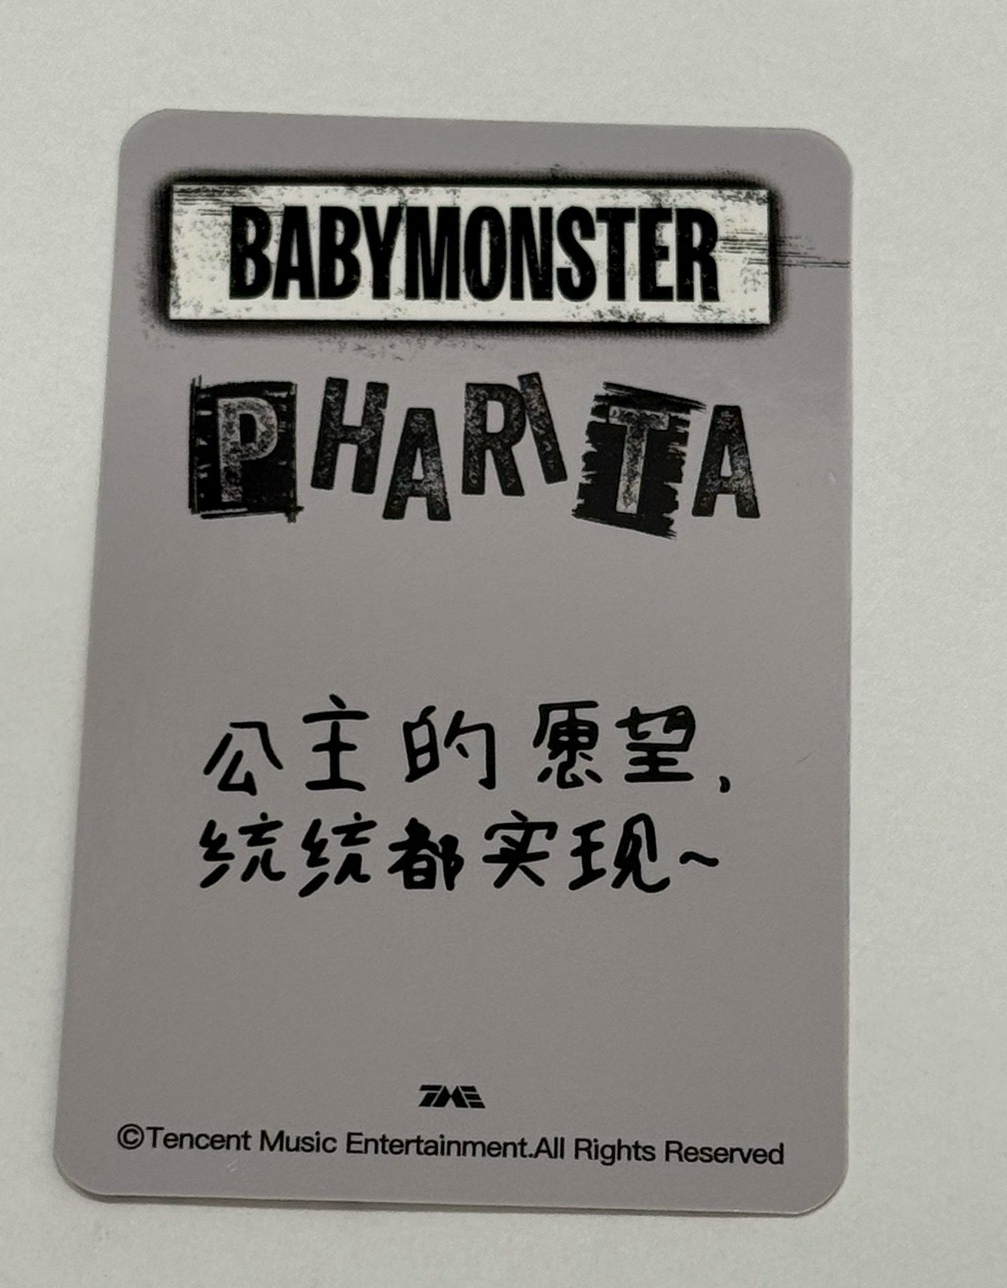 BABYMONSTER
PHARITA
公主的愿望,
统统都实现~
TME
©Tencent Music Entertainment.All Rights Reserved